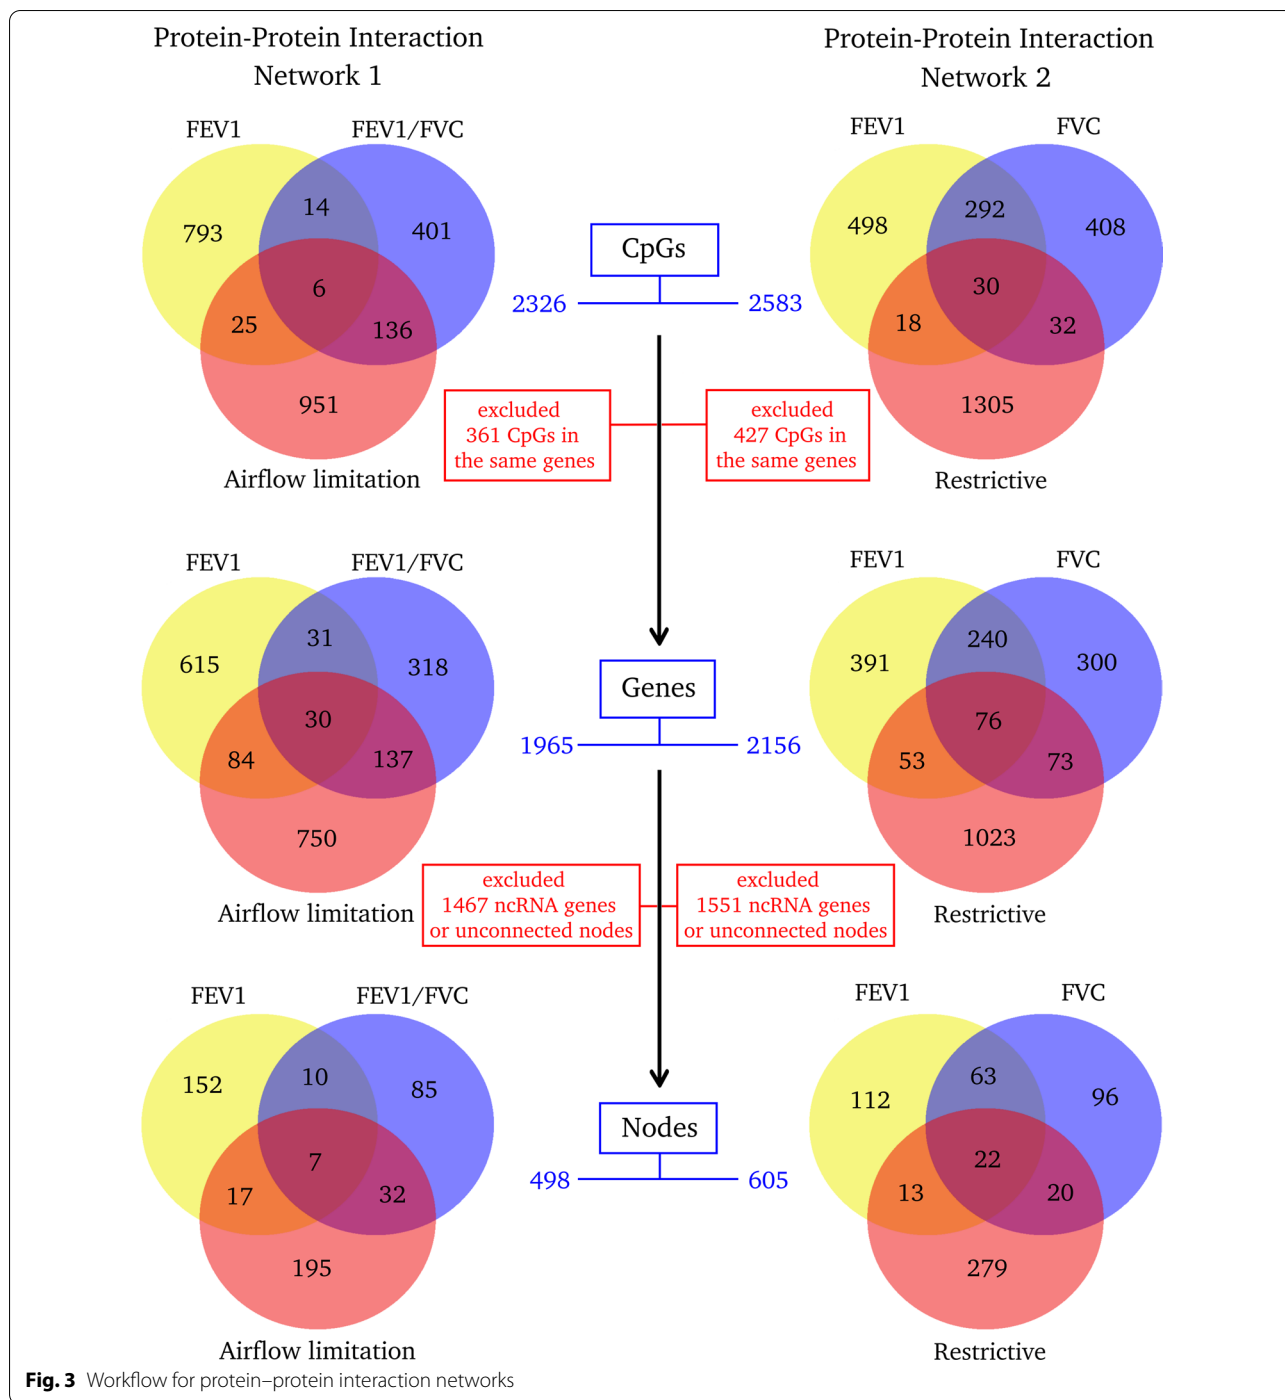 Protein-Protein Interaction
Network 1
Protein-Protein Interaction
Network 2
FEV1
FEV1/FVC
793
14
401
6
25
136
951
Airflow limitation
CpGs
2326
2583
FEV1
FVC
498
292
408
30
18
32
1305
Restrictive
excluded
361 CpGs in
the same genes
excluded
427 CpGs in
the same genes
FEV1
FEV1/FVC
615
31
318
30
84
137
750
Airflow limitation
Genes
1965
2156
FEV1
FVC
391
240
300
76
53
73
1023
Restrictive
excluded
1467 ncRNA genes
or unconnected nodes
excluded
1551 ncRNA genes
or unconnected nodes
FEV1
FEV1/FVC
152
10
85
7
17
32
195
Airflow limitation
Nodes
498
605
FEV1
FVC
112
63
96
22
13
20
279
Restrictive
Fig. 3 Workflow for protein–protein interaction networks